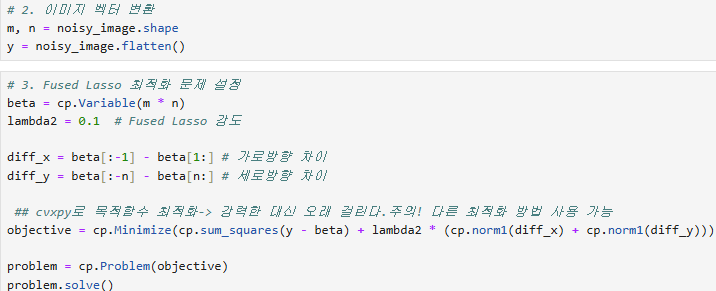 # 2. 이미지 벡터 변환
m, n = noisy_image.shape
y = noisy_image.flatten()
# 3. Fused Lasso 최적화 문제 설정
beta = cp.Variable(m * n)
lambda2 = 0.1  # Fused Lasso 강도
diff_x = beta[:-1] - beta[1:] # 가로방향 차이
diff_y = beta[:-n] - beta[n:] # 세로방향 차이
## cvxpy로 목적함수 최적화-> 강력한 대신 오래 걸린다.주의! 다른 최적화 방법 사용 가능
objective = cp.Minimize(cp.sum_squares(y - beta) + lambda2 * (cp.norm1(diff_x) + cp.norm1(diff_y)))
problem = cp.Problem(objective)
problem.solve()